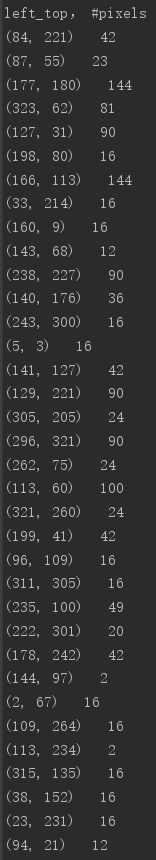 left_top, #pixels
(84, 221) 42
(87, 55) 23
(177, 180) 144
(323, 62) 81
(127, 31) 90
(198, 80) 16
(166, 113) 144
(33, 214) 16
(160, 9) 16
(143, 68) 12
(238, 227) 90
(140, 176) 36
(243, 300) 16
(5, 3) 16
(141, 127) 42
(129, 221) 90
(305, 205) 24
(296, 321) 90
(262, 75) 24
(113, 60) 100
(321, 260) 24
(199, 41) 42
(96, 109) 16
(311, 305) 16
(235, 100) 49
(222, 301) 20
(178, 242) 42
(144, 97) 2
(2, 67) 16
(109, 264) 16
(113, 234) 2
(315, 135) 16
(38, 152) 16
(23, 231) 16
(94, 21) 12